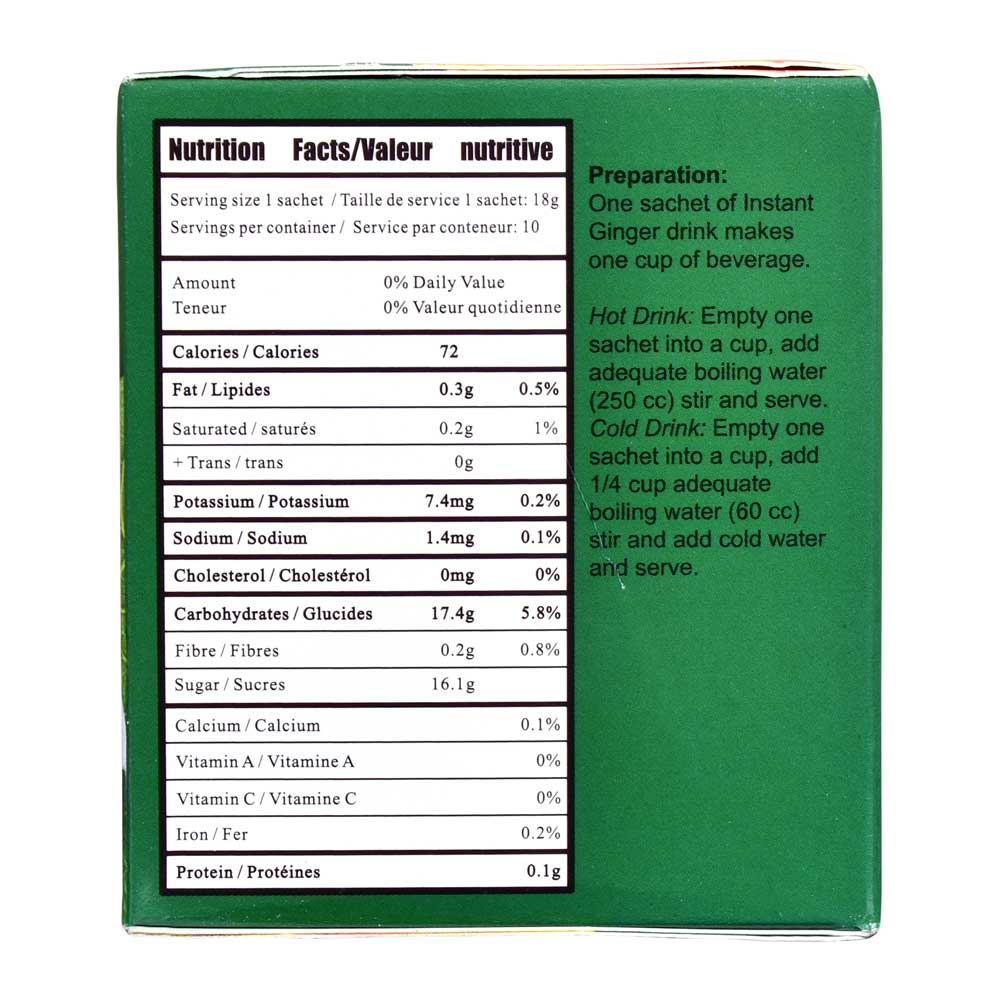 Nutrition Facts/Valeur nutritive
Serving size 1 sachet / Taille de service 1 sachet: 18g
Servings per container / Service par conteneur: 10
Amount 0% Daily Value
Teneur 0% Valeur quotidienne
Calories / Calories 72
Fat / Lipides 0.3g 0.5%
Saturated / saturés 0.2g 1%
+ Trans / trans 0g
Potassium / Potassium 7.4mg 0.2%
Sodium / Sodium 1.4mg 0.1%
Cholesterol / Cholestérol 0mg 0%
Carbohydrates / Glucides 17.4g 5.8%
Fibre / Fibres 0.2g 0.8%
Sugar / Sucres 16.1g
Calcium / Calcium 0.1%
Vitamin A / Vitamine A 0%
Vitamin C / Vitamine C 0%
Iron / Fer 0.2%
Protein / Protéines 0.1g
Preparation:
One sachet of Instant
Ginger drink makes
one cup of beverage.
Hot Drink: Empty one
sachet into a cup, add
adequate boiling water
(250 cc) stir and serve.
Cold Drink: Empty one
sachet into a cup, add
1/4 cup adequate
boiling water (60 cc)
stir and add cold water
and serve.